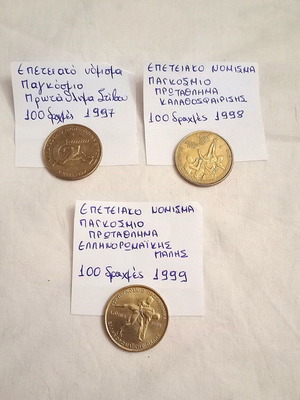 Επετειακό νόμισμα
Παγκόσμιο
Πρωτάθλημα Στίβου
100 δραχμές 1997
ΕΠΕΤΕΙΑΚΟ ΝΟΜΙΣΜΑ
ΠΑΓΚΟΣΜΙΟ
ΠΡΩΤΑΘΛΗΜΑ
ΚΑΛΑΘΟΣΦΑΙΡΙΣΗΣ
100 δραχμές 1998
ΕΠΕΤΕΙΑΚΟ ΝΟΜΙΣΜΑ
ΠΑΓΚΟΣΜΙΟ
ΠΡΩΤΑΘΛΗΜΑ
ΕΛΛΗΝΟΡΩΜΑΪΚΗΣ
ΠΑΛΗΣ
100 δραχμές 1999